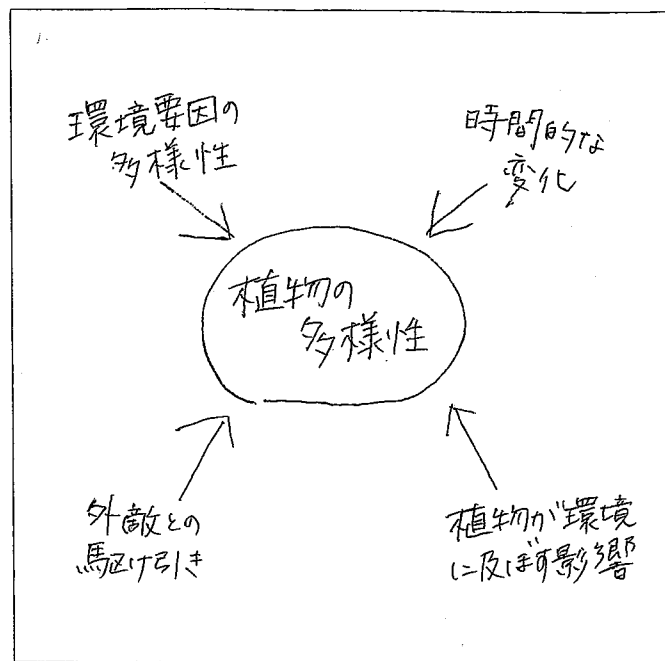 環境要因の
多様性
時間的な
変化
植物の
多様性
外敵との
駆け引き
植物が環境
に及ぼす影響